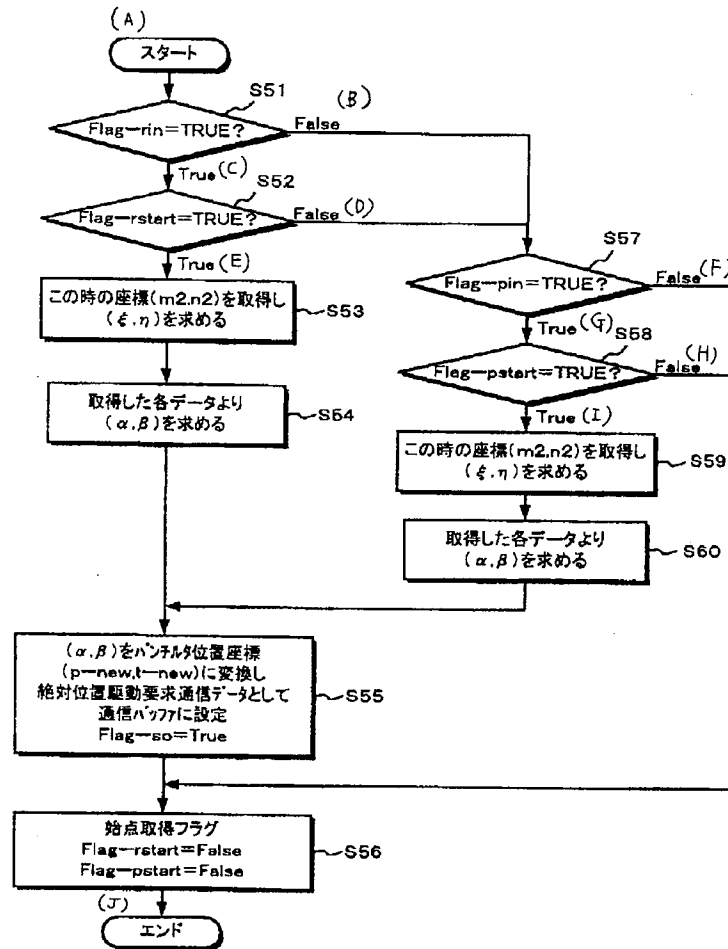 (A)
スタート
S51
Flag-rin=TRUE?
(B)
False
True(C)
S52
Flag-rstart=TRUE?
False(D)
True(E)
この時の座標(m2,n2)を取得し
(ξ,η)を求める
S53
取得した各データより
(α,β)を求める
S54
S57
Flag-pin=TRUE?
False(F)
True(G)
S58
Flag-pstart=TRUE?
False(H)
True(I)
この時の座標(m2,n2)を取得し
(ξ,η)を求める
S59
取得した各データより
(α,β)を求める
S60
(α,β)をパンチルタ位置座標
(p-new,t-new)に変換し
絶対位置駆動要求通信データとして
通信バッファに設定
Flag-so=True
S55
始点取得フラグ
Flag-rstart=False
Flag-pstart=False
S56
(J)
エンド